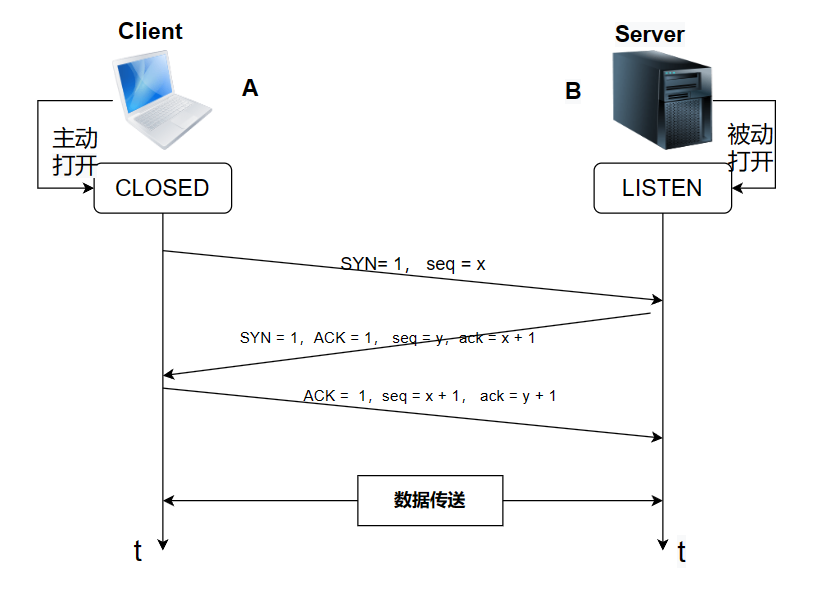 Client
Server
A
B
主动
打开
被动
打开
CLOSED
LISTEN
SYN= 1， seq = x
SYN = 1，ACK = 1， seq = y，ack = x + 1
ACK = 1，seq = x + 1， ack = y + 1
数据传送
t
t